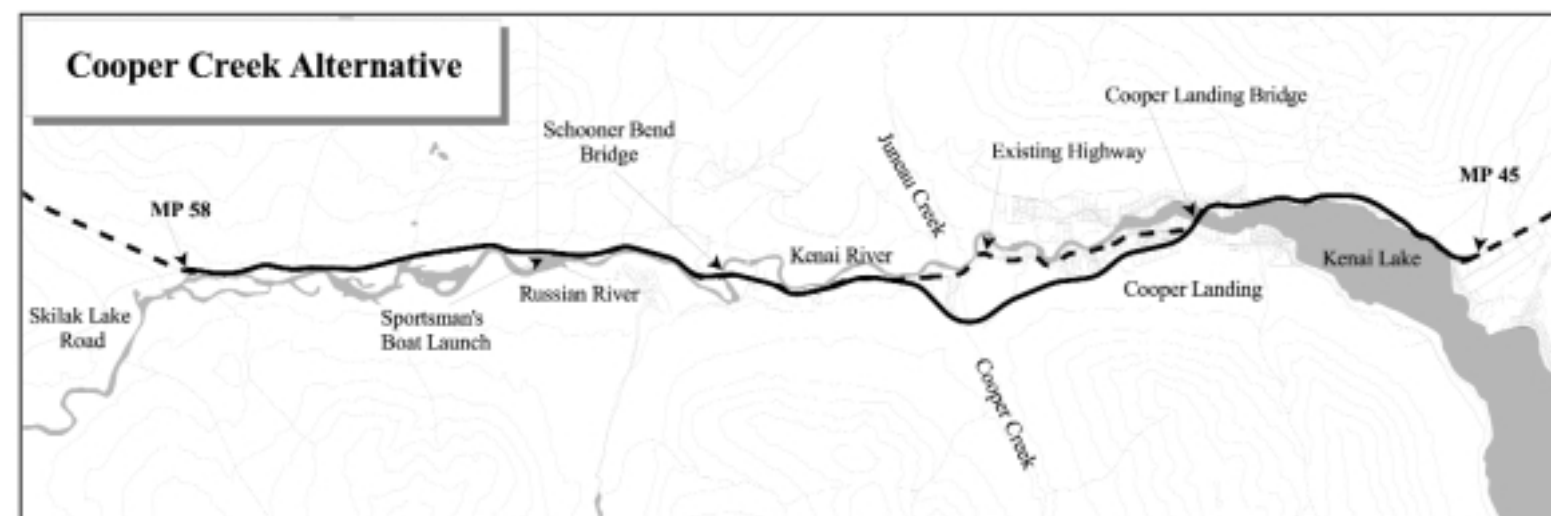 Cooper Creek Alternative
Cooper Landing Bridge
Schooner Bend
Bridge
Juneau Creek
Existing Highway
MP 45
MP 58
Kenai River
Kenai Lake
Russian River
Cooper Landing
Skilak Lake
Road
Sportsman's
Boat Launch
Cooper Creek